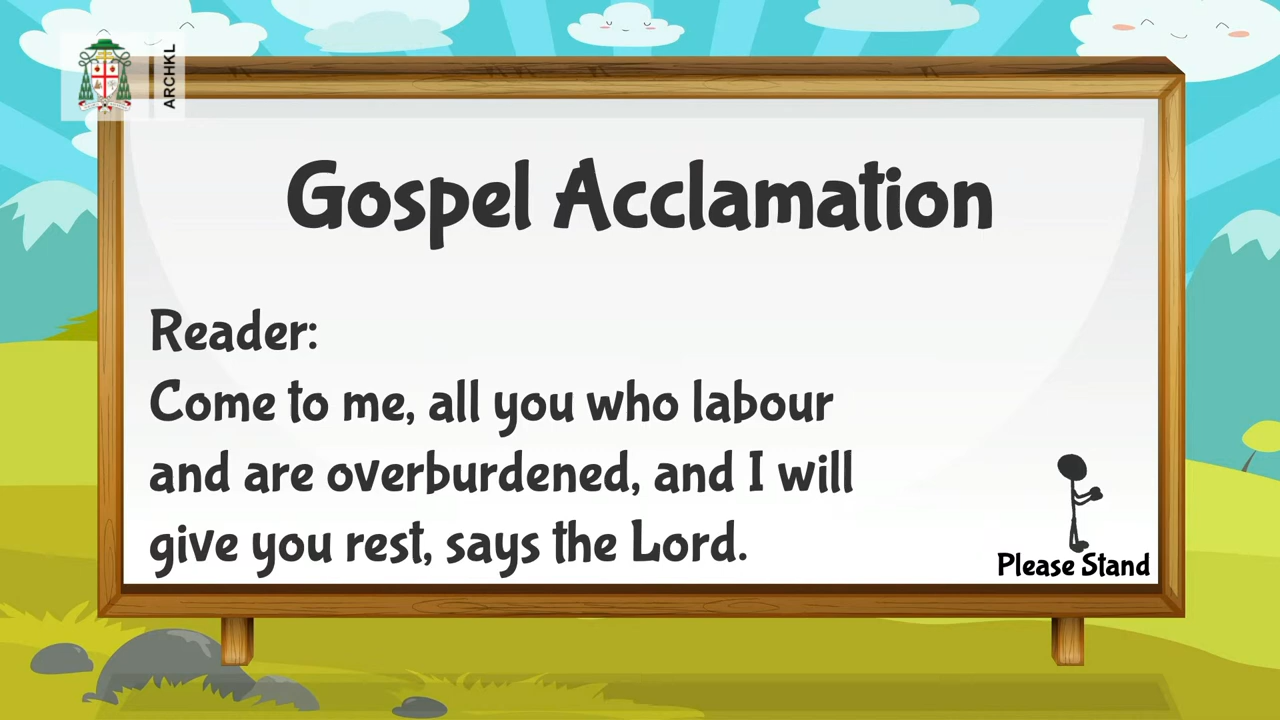 ARCHKL
Gospel Acclamation
Reader:
Come to me, all you who labour
and are overburdened, and I will
give you rest, says the Lord.
Please Stand